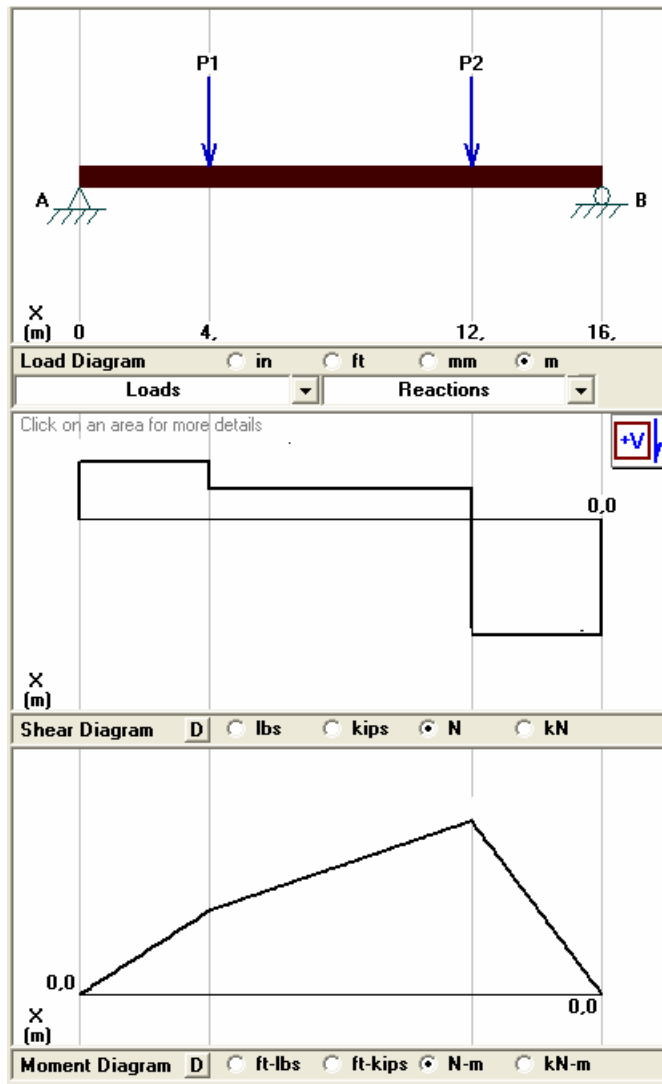 P1 P2
A B
X
(m) 0 4, 12, 16,
Load Diagram in ft mm m
Loads Reactions
Click on an area for more details
+V
0,0
X
(m)
Shear Diagram D lbs kips N kN
0,0
0,0
X
(m)
Moment Diagram D ft-lbs ft-kips N-m kN-m